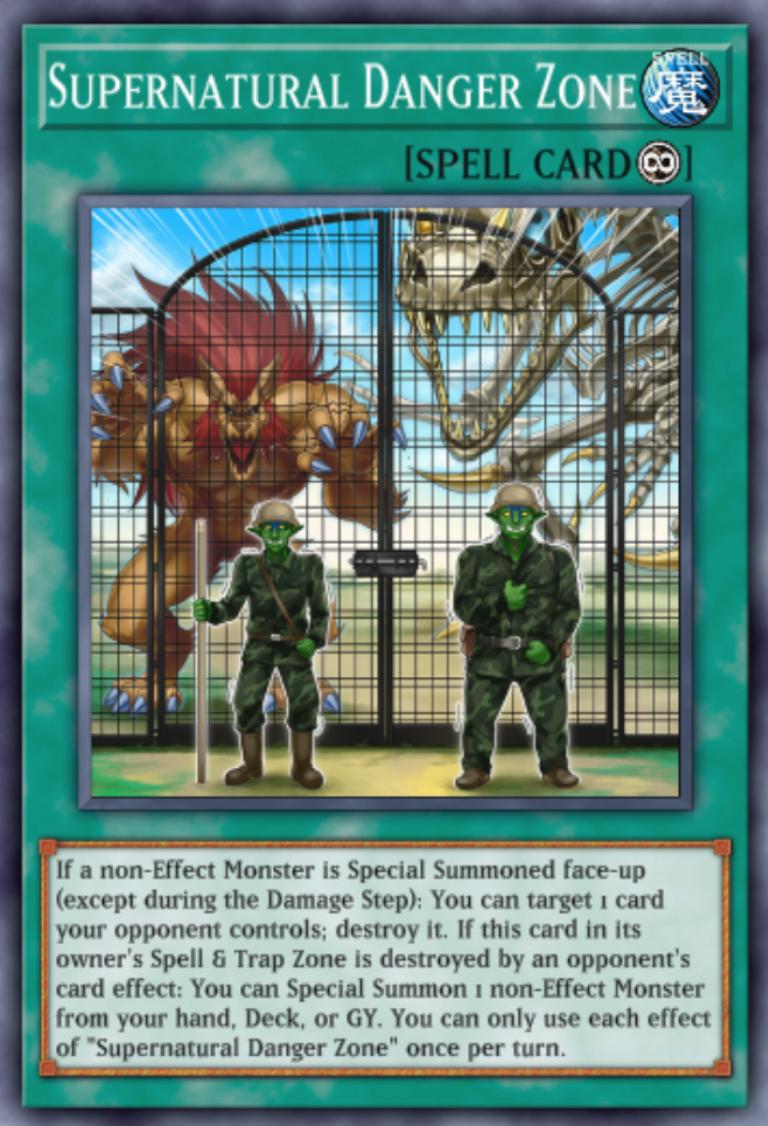 SUPERNATURAL DANGER ZONE
SPELL
魔
[SPELL CARD]
If a non-Effect Monster is Special Summoned face-up
(except during the Damage Step): You can target 1 card
your opponent controls; destroy it. If this card in its
owner's Spell & Trap Zone is destroyed by an opponent's
card effect: You can Special Summon 1 non-Effect Monster
from your hand, Deck, or GY. You can only use each effect
of "Supernatural Danger Zone" once per turn.